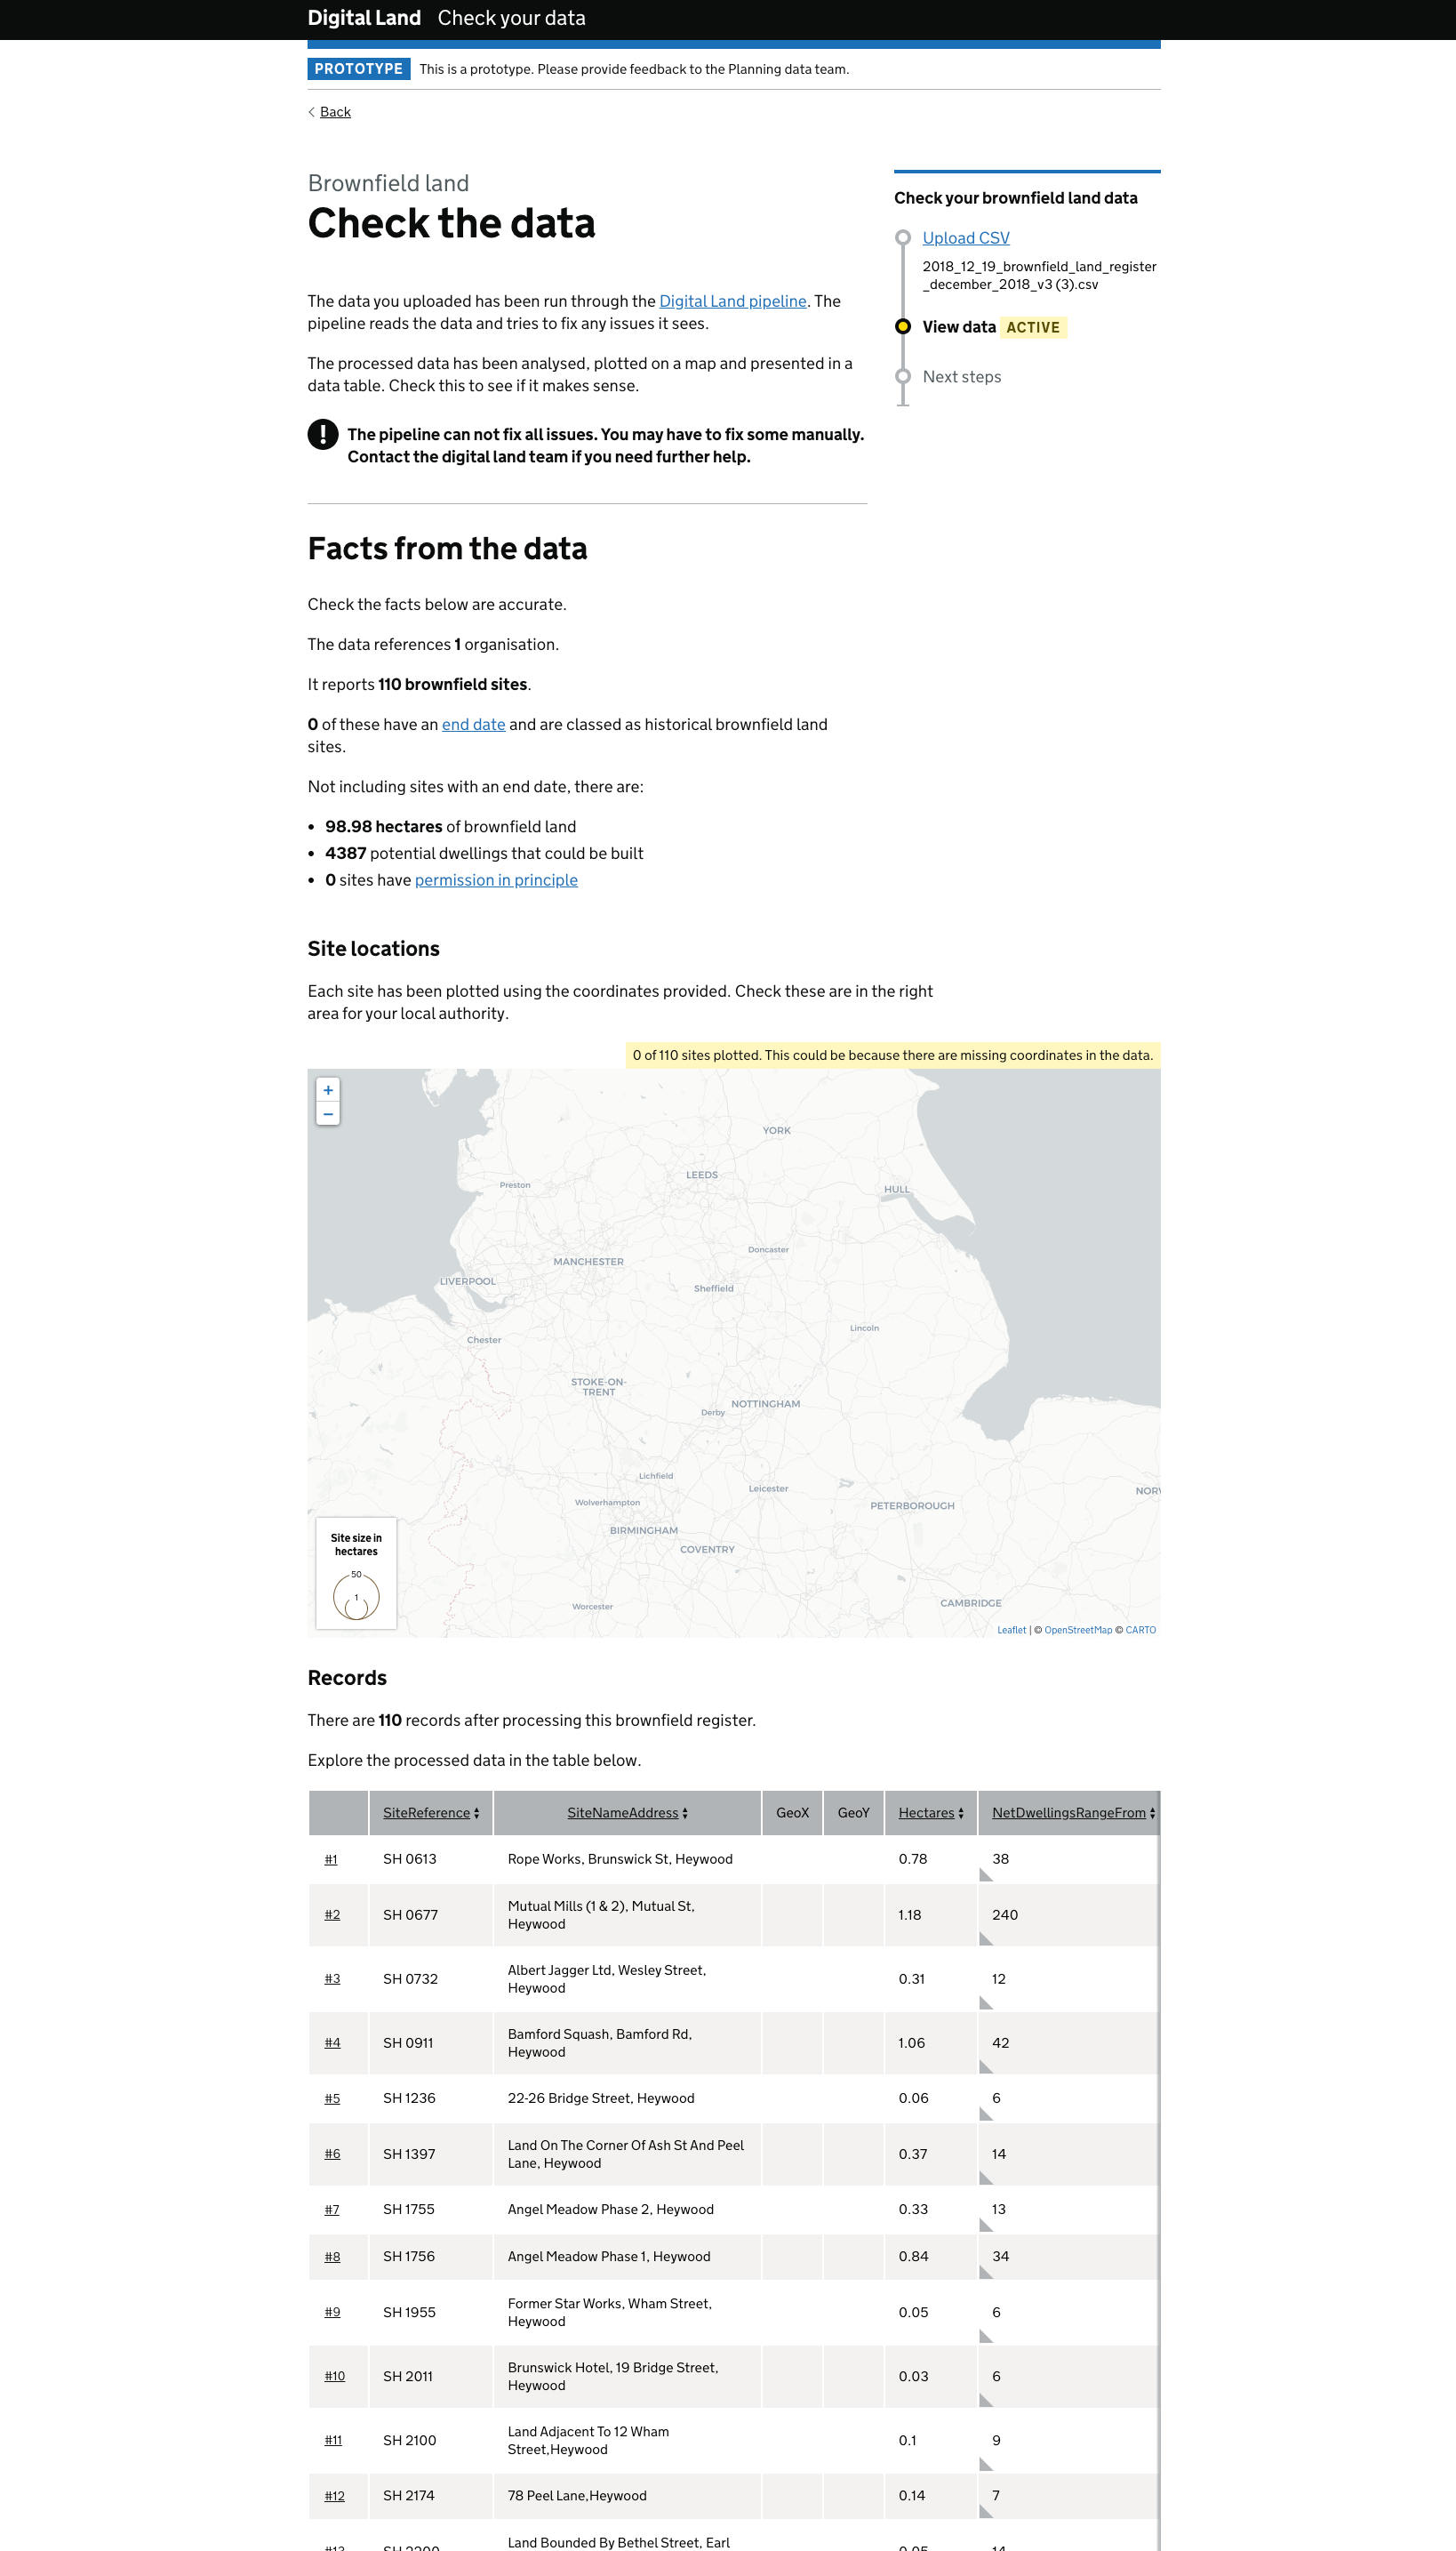 Digital Land Check your data
PROTOTYPE This is a prototype. Please provide feedback to the Planning data team.
Back
Brownfield land
Check the data
The data you uploaded has been run through the Digital Land pipeline. The
pipeline reads the data and tries to fix any issues it sees.
The processed data has been analysed, plotted on a map and presented in a
data table. Check this to see if it makes sense.
! The pipeline can not fix all issues. You may have to fix some manually.
Contact the digital land team if you need further help.
Check your brownfield land data
Upload CSV
2018_12_19_brownfield_land_register
_december_2018_v3 (3).csv
View data ACTIVE
Next steps
Facts from the data
Check the facts below are accurate.
The data references 1 organisation.
It reports 110 brownfield sites.
0 of these have an end date and are classed as historical brownfield land
sites.
Not including sites with an end date, there are:
• 98.98 hectares of brownfield land
• 4387 potential dwellings that could be built
• 0 sites have permission in principle
Site locations
Each site has been plotted using the coordinates provided. Check these are in the right
area for your local authority.
0 of 110 sites plotted. This could be because there are missing coordinates in the data.
+
−
YORK
LEEDS
Preston
HULL
Doncaster
MANCHESTER
LIVERPOOL
Sheffield
Lincoln
Chester
STOKE-ON-
TRENT
NOTTINGHAM
Derby
Lichfield
Leicester
NORV
Wolverhampton
PETERBOROUGH
BIRMINGHAM
COVENTRY
CAMBRIDGE
Worcester
Site size in
hectares
50
1
Leaflet | © OpenStreetMap © CARTO
Records
There are 110 records after processing this brownfield register.
Explore the processed data in the table below.
SiteReference SiteNameAddress GeoX GeoY Hectares NetDwellingsRangeFrom
#1 SH 0613 Rope Works, Brunswick St, Heywood 0.78 38
#2 SH 0677 Mutual Mills (1 & 2), Mutual St,
Heywood 1.18 240
#3 SH 0732 Albert Jagger Ltd, Wesley Street,
Heywood 0.31 12
#4 SH 0911 Bamford Squash, Bamford Rd,
Heywood 1.06 42
#5 SH 1236 22-26 Bridge Street, Heywood 0.06 6
#6 SH 1397 Land On The Corner Of Ash St And Peel
Lane, Heywood 0.37 14
#7 SH 1755 Angel Meadow Phase 2, Heywood 0.33 13
#8 SH 1756 Angel Meadow Phase 1, Heywood 0.84 34
#9 SH 1955 Former Star Works, Wham Street,
Heywood 0.05 6
#10 SH 2011 Brunswick Hotel, 19 Bridge Street,
Heywood 0.03 6
#11 SH 2100 Land Adjacent To 12 Wham
Street,Heywood 0.1 9
#12 SH 2174 78 Peel Lane,Heywood 0.14 7
Land Bounded By Bethel Street, Earl